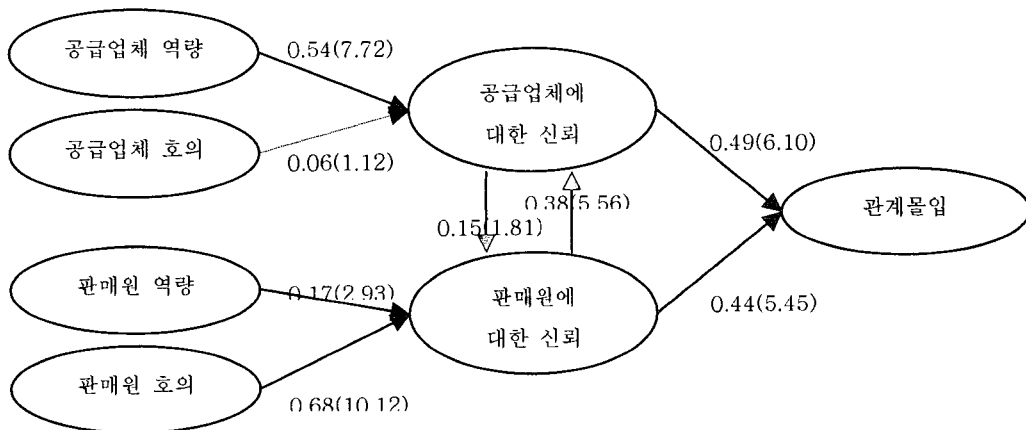 공급업체 역량
0.54(7.72)
공급업체에
대한 신뢰
공급업체 호의
0.06(1.12)
0.49(6.10)
관계몰입
0.38(5.56)
0.15(1.81)
판매원 역량
0.17(2.93)
판매원에
대한 신뢰
0.44(5.45)
판매원 호의
0.68(10.12)